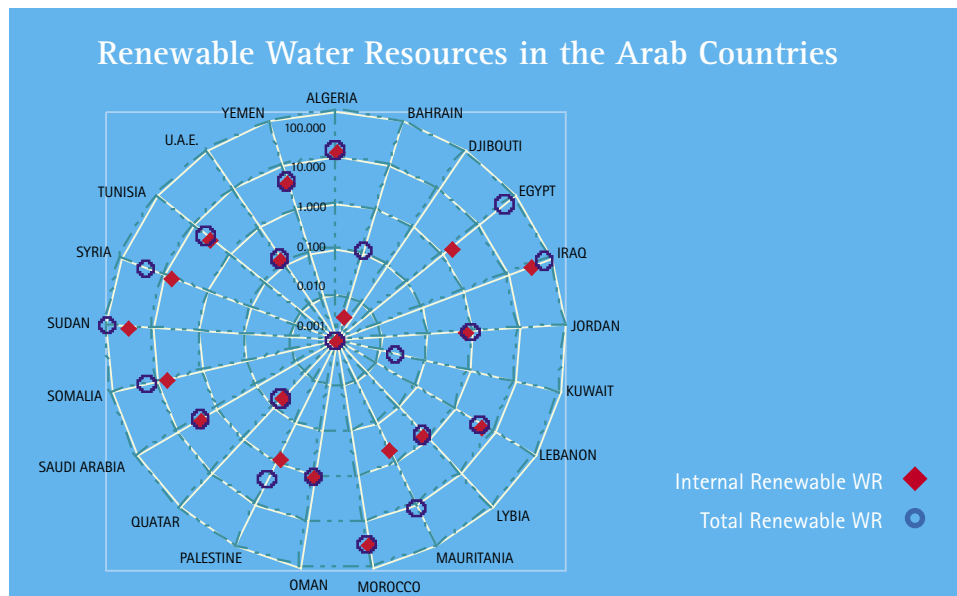 Renewable Water Resources in the Arab Countries
ALGERIA
BAHRAIN
DJIBOUTI
EGYPT
IRAQ
JORDAN
KUWAIT
LEBANON
LYBIA
MAURITANIA
MOROCCO
OMAN
PALESTINE
QUATAR
SAUDI ARABIA
SOMALIA
SUDAN
SYRIA
TUNISIA
U.A.E.
YEMEN
100.000
10.000
1.000
0.100
0.010
0.001
Internal Renewable WR
Total Renewable WR